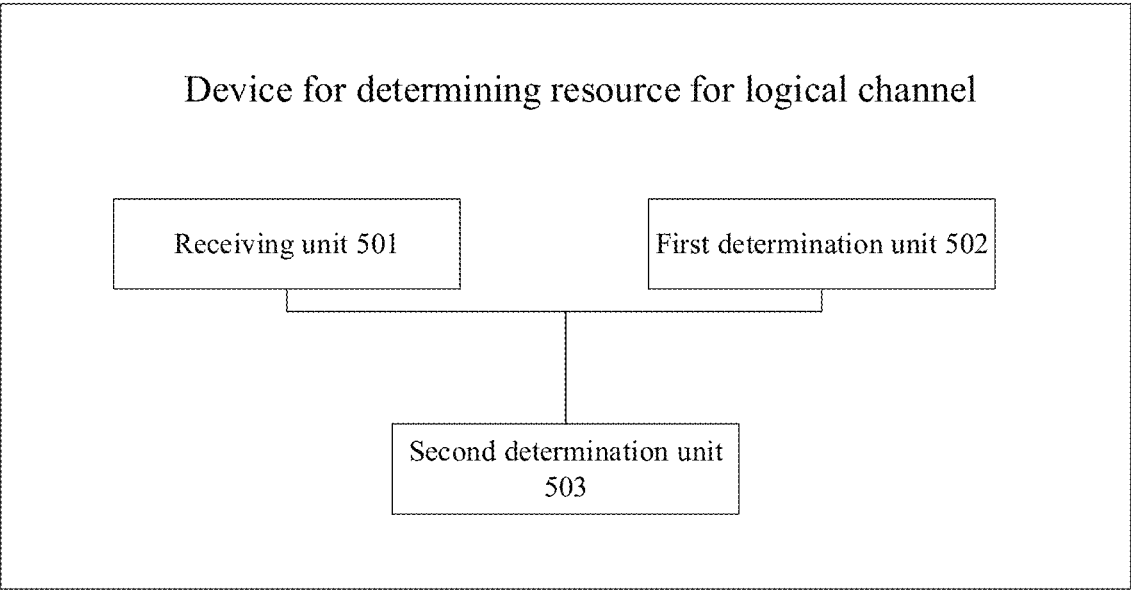 Device for determining resource for logical channel
Receiving unit 501
First determination unit 502
Second determination unit
503